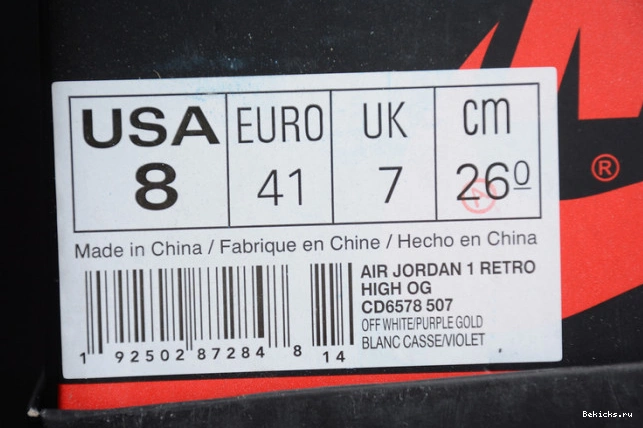 USA EURO UK cm
8 41 7 26 0
Made in China / Fabrique en Chine / Hecho en China
AIR JORDAN 1 RETRO
HIGH OG
CD6578 507
OFF WHITE/PURPLE GOLD
BLANC CASSE/VIOLET
1 92502 87284 8 14
®
Bekicks.ru